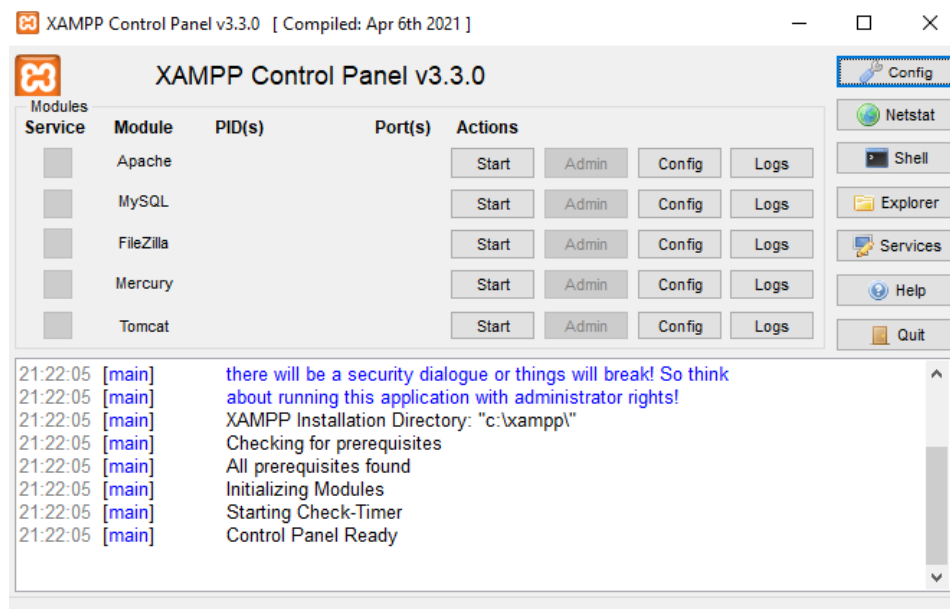 XAMPP Control Panel v3.3.0 [ Compiled: Apr 6th 2021 ]
XAMPP Control Panel v3.3.0
Config
Modules
Service Module PID(s) Port(s) Actions
Netstat
Apache Start Admin Config Logs
Shell
MySQL Start Admin Config Logs
Explorer
FileZilla Start Admin Config Logs
Services
Mercury Start Admin Config Logs
Help
Tomcat Start Admin Config Logs
Quit
21:22:05 [main] there will be a security dialogue or things will break! So think
21:22:05 [main] about running this application with administrator rights!
21:22:05 [main] XAMPP Installation Directory: "c:\xampp\"
21:22:05 [main] Checking for prerequisites
21:22:05 [main] All prerequisites found
21:22:05 [main] Initializing Modules
21:22:05 [main] Starting Check-Timer
21:22:05 [main] Control Panel Ready